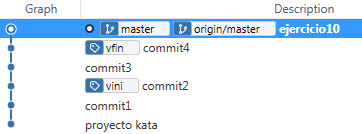 Graph Description
master origin/master ejercicio10
vfin commit4
commit3
vini commit2
commit1
proyecto kata